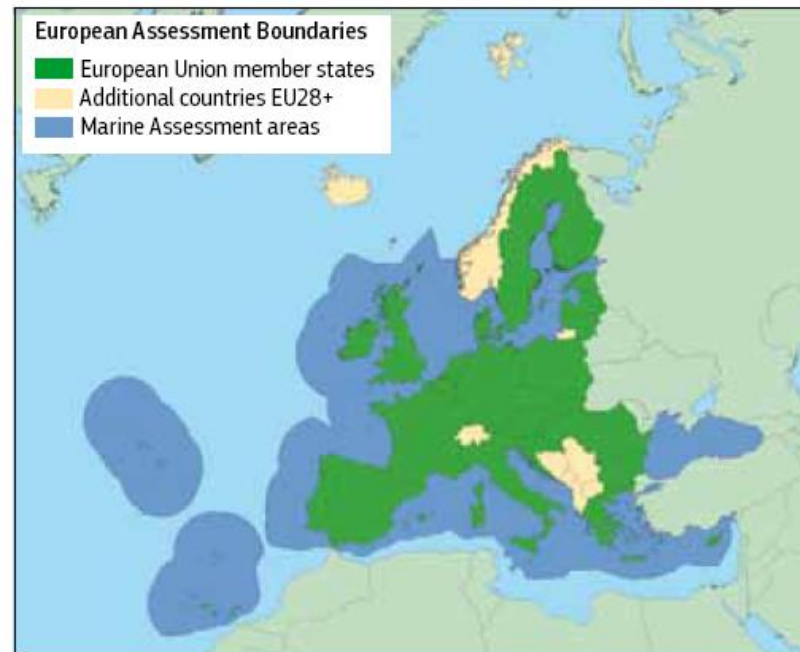 European Assessment Boundaries
European Union member states
Additional countries EU28+
Marine Assessment areas